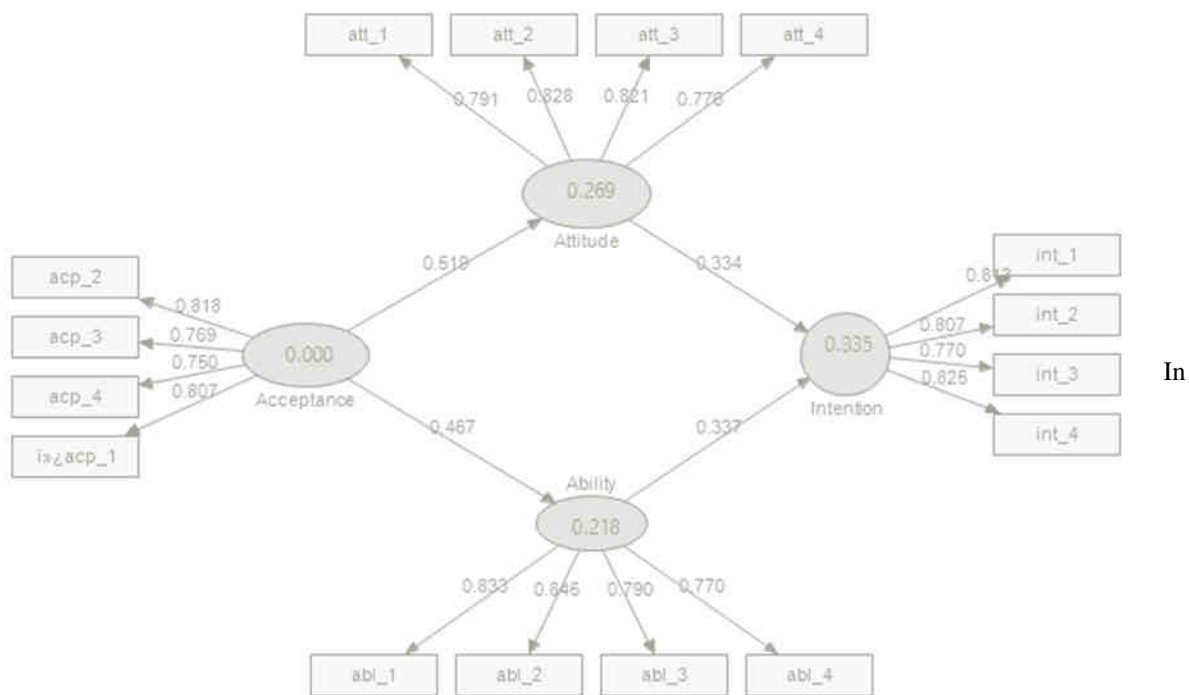 att_1 att_2 att_3 att_4
0.791 0.828 0.821 0.778
0.269
Attitude
0.519 0.334
acp_2
acp_3
acp_4
ï»¿acp_1
0.818
0.769
0.750
0.807
0.000
Acceptance
0.335
Intention
0.807
0.770
0.825
int_1
int_2
int_3
int_4
In
0.467 0.337
Ability
0.218
0.833 0.845 0.790 0.770
abl_1 abl_2 abl_3 abl_4